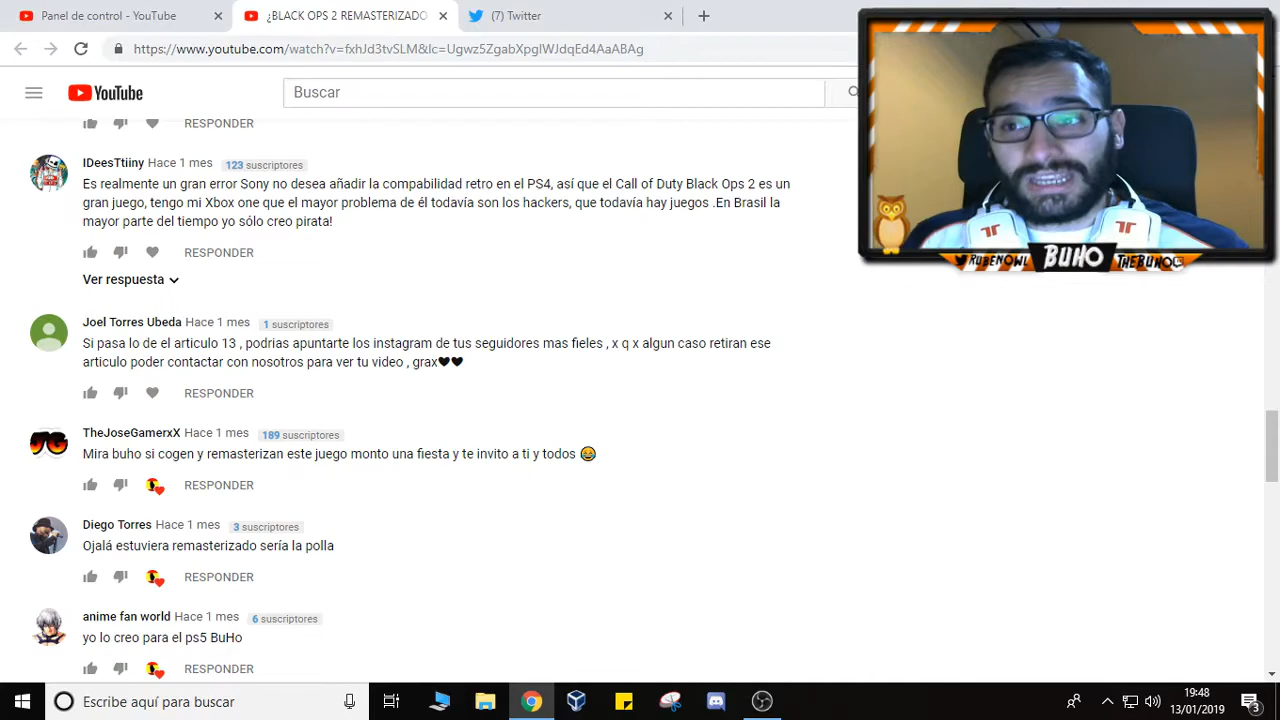 Panel de control - YouTube
¿BLACK OPS 2 REMASTERIZADO
(7) Twitter
https://www.youtube.com/watch?v=fxhJd3tvSLM&lc=Ugwz5ZgabXpgIWJdqEd4AaABAg
YouTube
Buscar
RESPONDER
IDeesTtiiny Hace 1 mes 123 suscriptores
Es realmente un gran error Sony no desea añadir la compabilidad retro en el PS4, así que el Call of Duty Black Ops 2 es un
gran juego, tengo mi Xbox one que el mayor problema de él todavía son los hackers, que todavía hay juegos .En Brasil la
mayor parte del tiempo yo sólo creo pirata!
RESPONDER
Ver respuesta
Joel Torres Ubeda Hace 1 mes 1 suscriptores
Si pasa lo de el articulo 13 , podrias apuntarte los instagram de tus seguidores mas fieles , x q x algun caso retiran ese
articulo poder contactar con nosotros para ver tu video , grax🖤🖤
RESPONDER
TheJoseGamerxX Hace 1 mes 189 suscriptores
Mira buho si cogen y remasterizan este juego monto una fiesta y te invito a ti y todos 😂
RESPONDER
Diego Torres Hace 1 mes 3 suscriptores
Ojalá estuviera remasterizado sería la polla
RESPONDER
anime fan world Hace 1 mes 6 suscriptores
yo lo creo para el ps5 BuHo
RESPONDER
RUBENOWL BUHO THEBUHO
Escribe aquí para buscar
19:48
13/01/2019
3